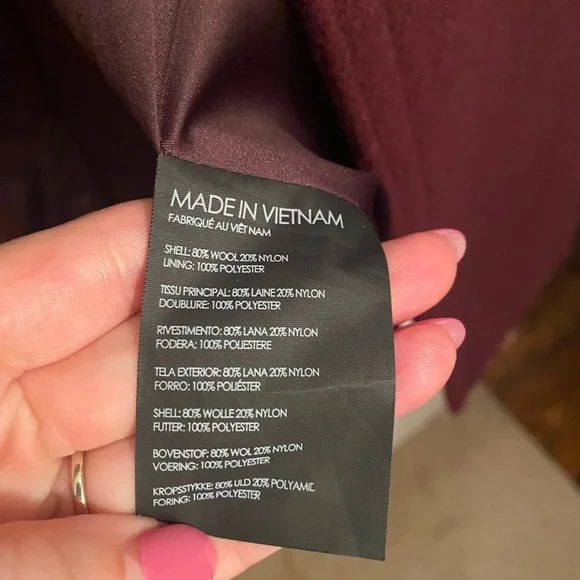 MADE IN VIETNAM
FABRIQUÉ AU VIÊT NAM
SHELL: 80% WOOL 20% NYLON
LINING: 100% POLYESTER
TISSU PRINCIPAL: 80% LAINE 20% NYLON
DOUBLURE: 100% POLYESTER
RIVESTIMENTO: 80% LANA 20% NYLON
FODERA: 100% POLIESTERE
TELA EXTERIOR: 80% LANA 20% NYLON
FORRO: 100% POLIÉSTER
SHELL: 80% WOLLE 20% NYLON
FUTTER: 100% POLYESTER
BOVENSTOF: 80% WOL 20% NYLON
VOERING: 100% POLYESTER
KROPSSTYKKE: 80% ULD 20% POLYAMID
FORING: 100% POLYESTER